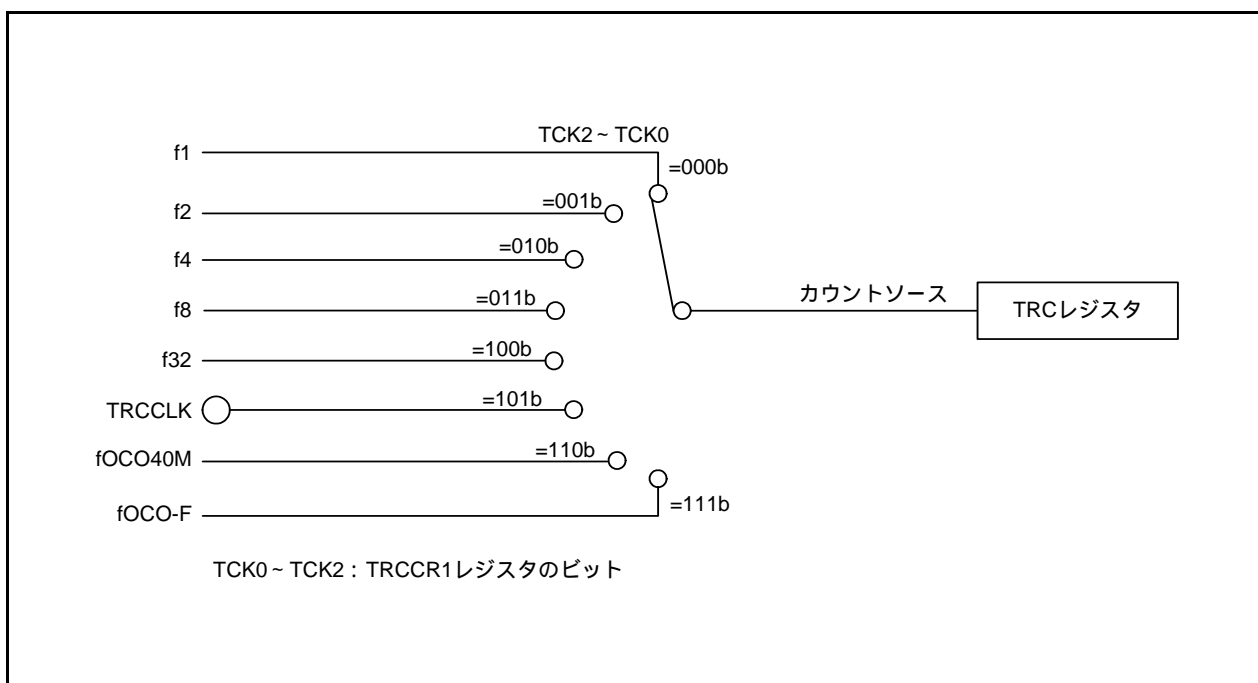 TCK2 ~ TCK0
f1
=000b
f2
=001b
f4
=010b
f8
=011b
カウントソース
TRCレジスタ
f32
=100b
TRCCLK
=101b
fOCO40M
=110b
fOCO-F
=111b
TCK0 ~ TCK2 : TRCCR1レジスタのビット